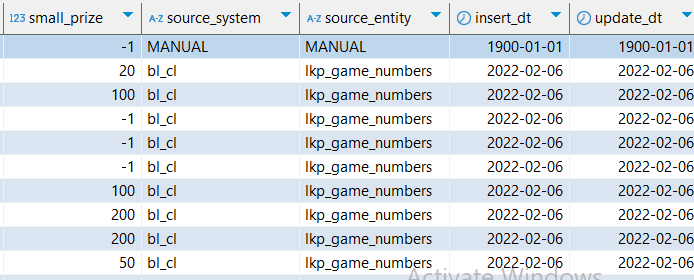 123 small_prize A-Z source_system A-Z source_entity insert_dt update_dt
-1 MANUAL MANUAL 1900-01-01 1900-01-01
20 bl_cl lkp_game_numbers 2022-02-06 2022-02-06
100 bl_cl lkp_game_numbers 2022-02-06 2022-02-06
-1 bl_cl lkp_game_numbers 2022-02-06 2022-02-06
-1 bl_cl lkp_game_numbers 2022-02-06 2022-02-06
-1 bl_cl lkp_game_numbers 2022-02-06 2022-02-06
100 bl_cl lkp_game_numbers 2022-02-06 2022-02-06
200 bl_cl lkp_game_numbers 2022-02-06 2022-02-06
200 bl_cl lkp_game_numbers 2022-02-06 2022-02-06
50 bl_cl lkp_game_numbers 2022-02-06 2022-02-06
Activate Windows